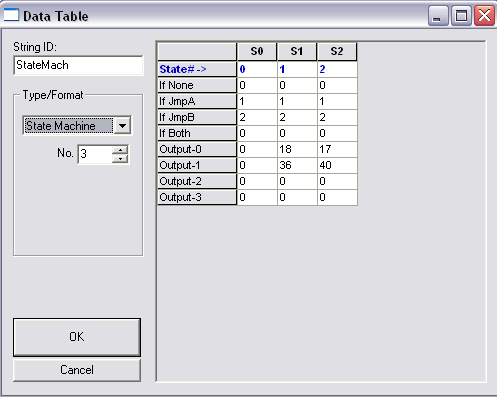 Data Table
String ID:
StateMach
Type/Format
State Machine
No. 3
OK
Cancel
S0 S1 S2
State# -> 0 1 2
If None 0 0 0
If JmpA 1 1 1
If JmpB 2 2 2
If Both 0 0 0
Output-0 0 18 17
Output-1 0 36 40
Output-2 0 0 0
Output-3 0 0 0